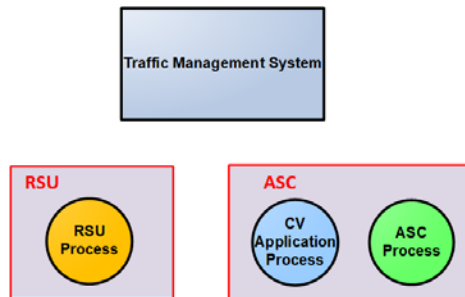 Traffic Management System
RSU
ASC
RSU
Process
CV
Application
Process
ASC
Process